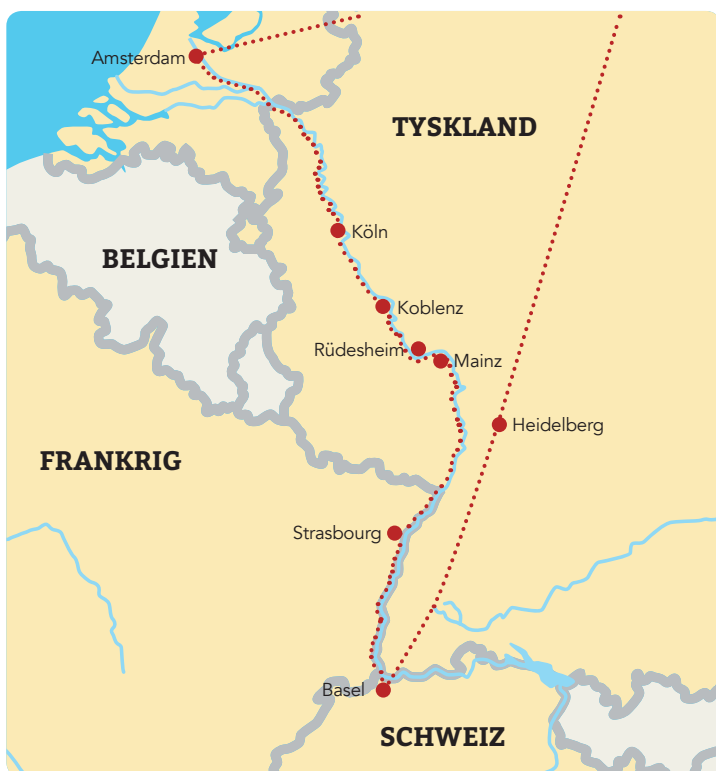 Amsterdam
TYSKLAND
Köln
BELGIEN
Koblenz
Rüdesheim
Mainz
Heidelberg
FRANKRIG
Strasbourg
Basel
SCHWEIZ